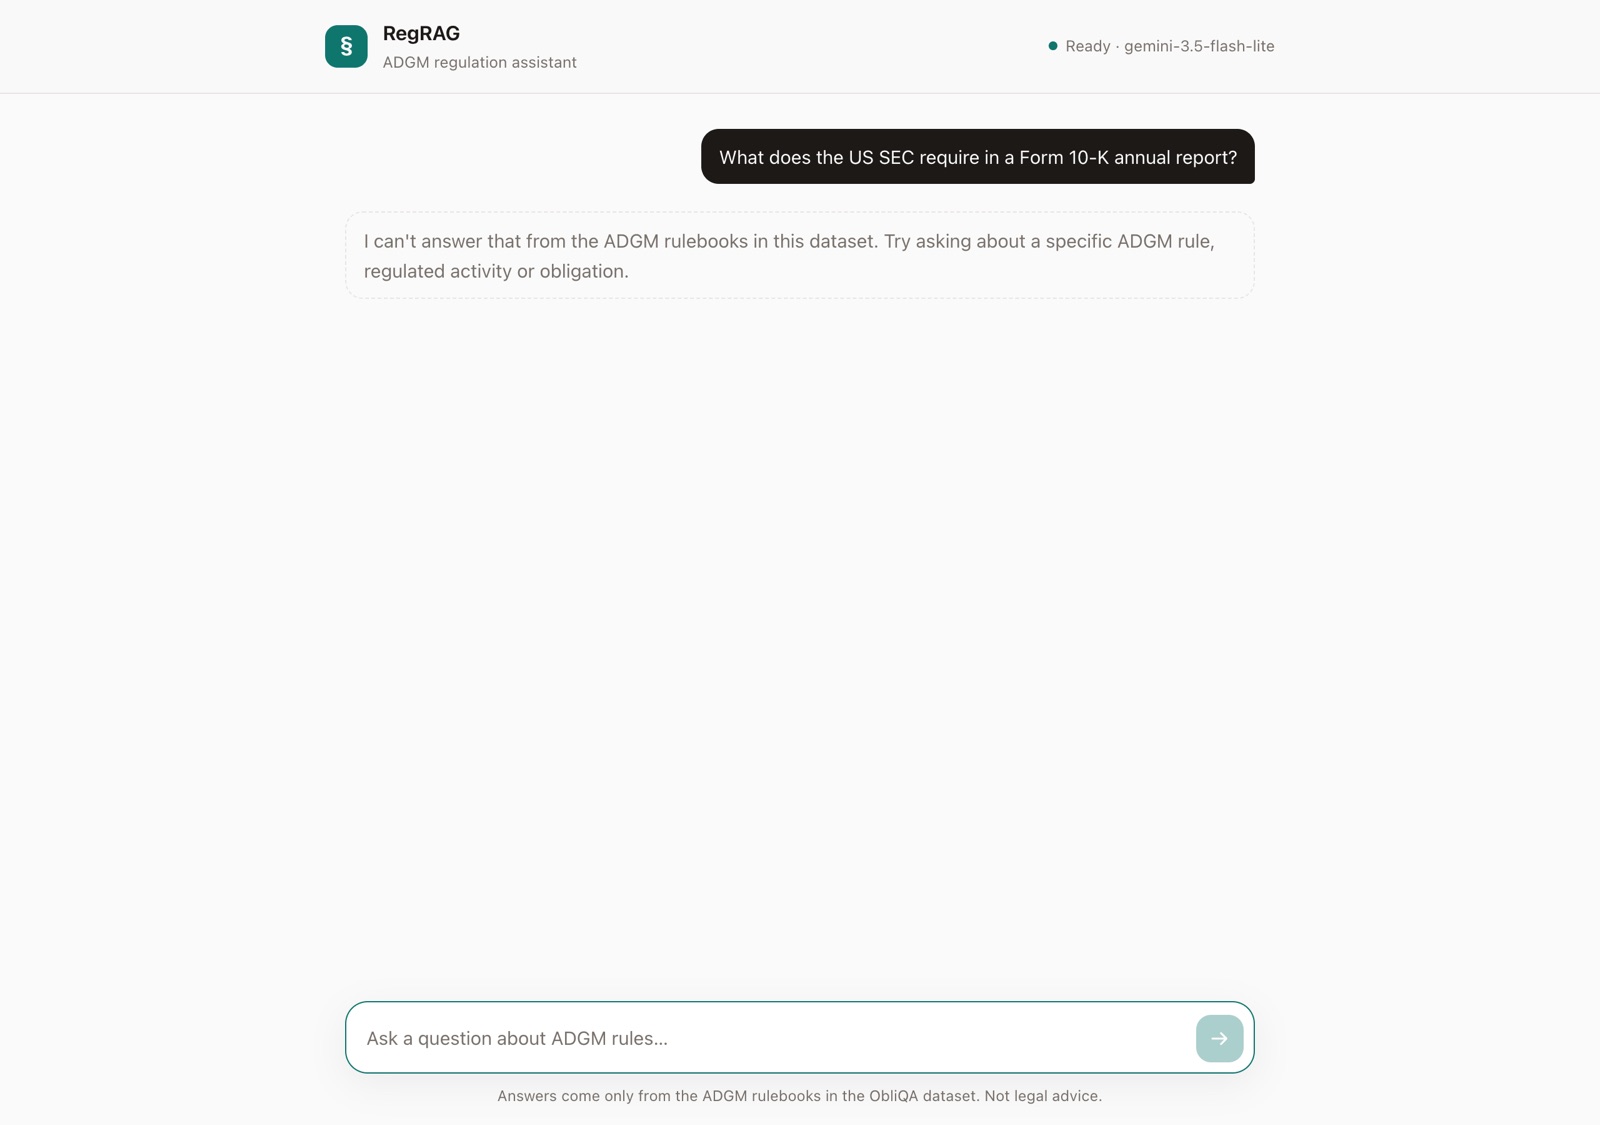 §
RegRAG
ADGM regulation assistant
Ready · gemini-3.5-flash-lite
What does the US SEC require in a Form 10-K annual report?
I can't answer that from the ADGM rulebooks in this dataset. Try asking about a specific ADGM rule,
regulated activity or obligation.
Ask a question about ADGM rules...
Answers come only from the ADGM rulebooks in the ObliQA dataset. Not legal advice.